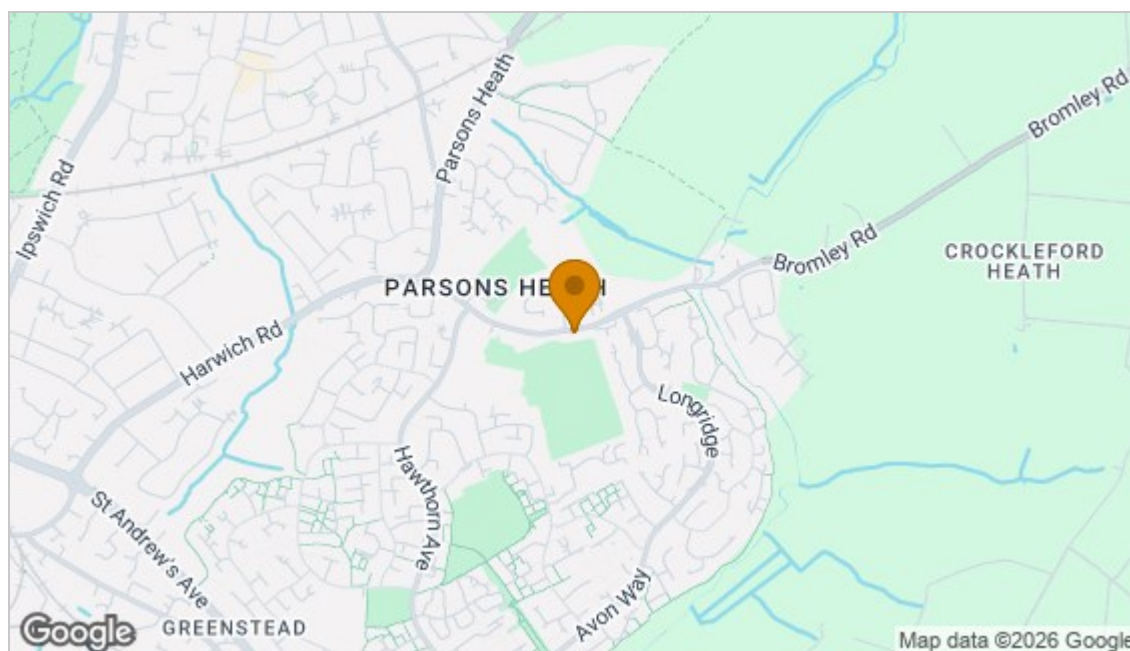 Parsons Heath
Bromley Rd
Ipswich Rd
Bromley Rd
CROCKLEFORD
HEATH
PARSONS HE TH
Harwich Rd
Longridge
Hawthorn Ave
St Andrew's Ave
Avon Way
GREENSTEAD
Google
Map data ©2026 Google